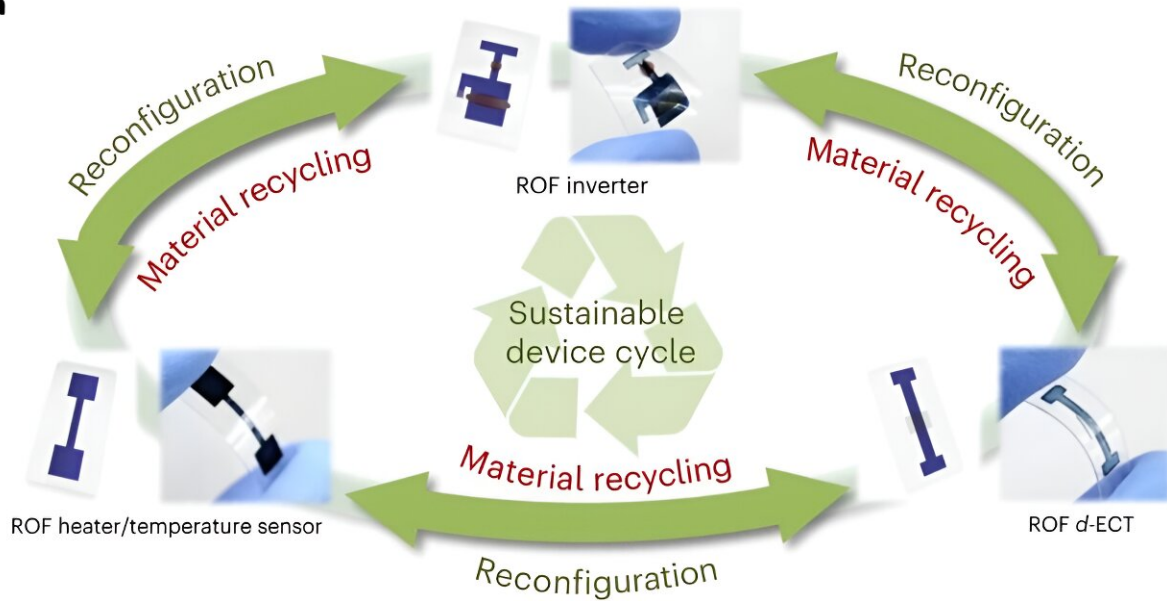 Reconfiguration
Material recycling
ROF inverter
Reconfiguration
Material recycling
Sustainable
device cycle
ROF heater/temperature sensor
Material recycling
Reconfiguration
ROF d-ECT